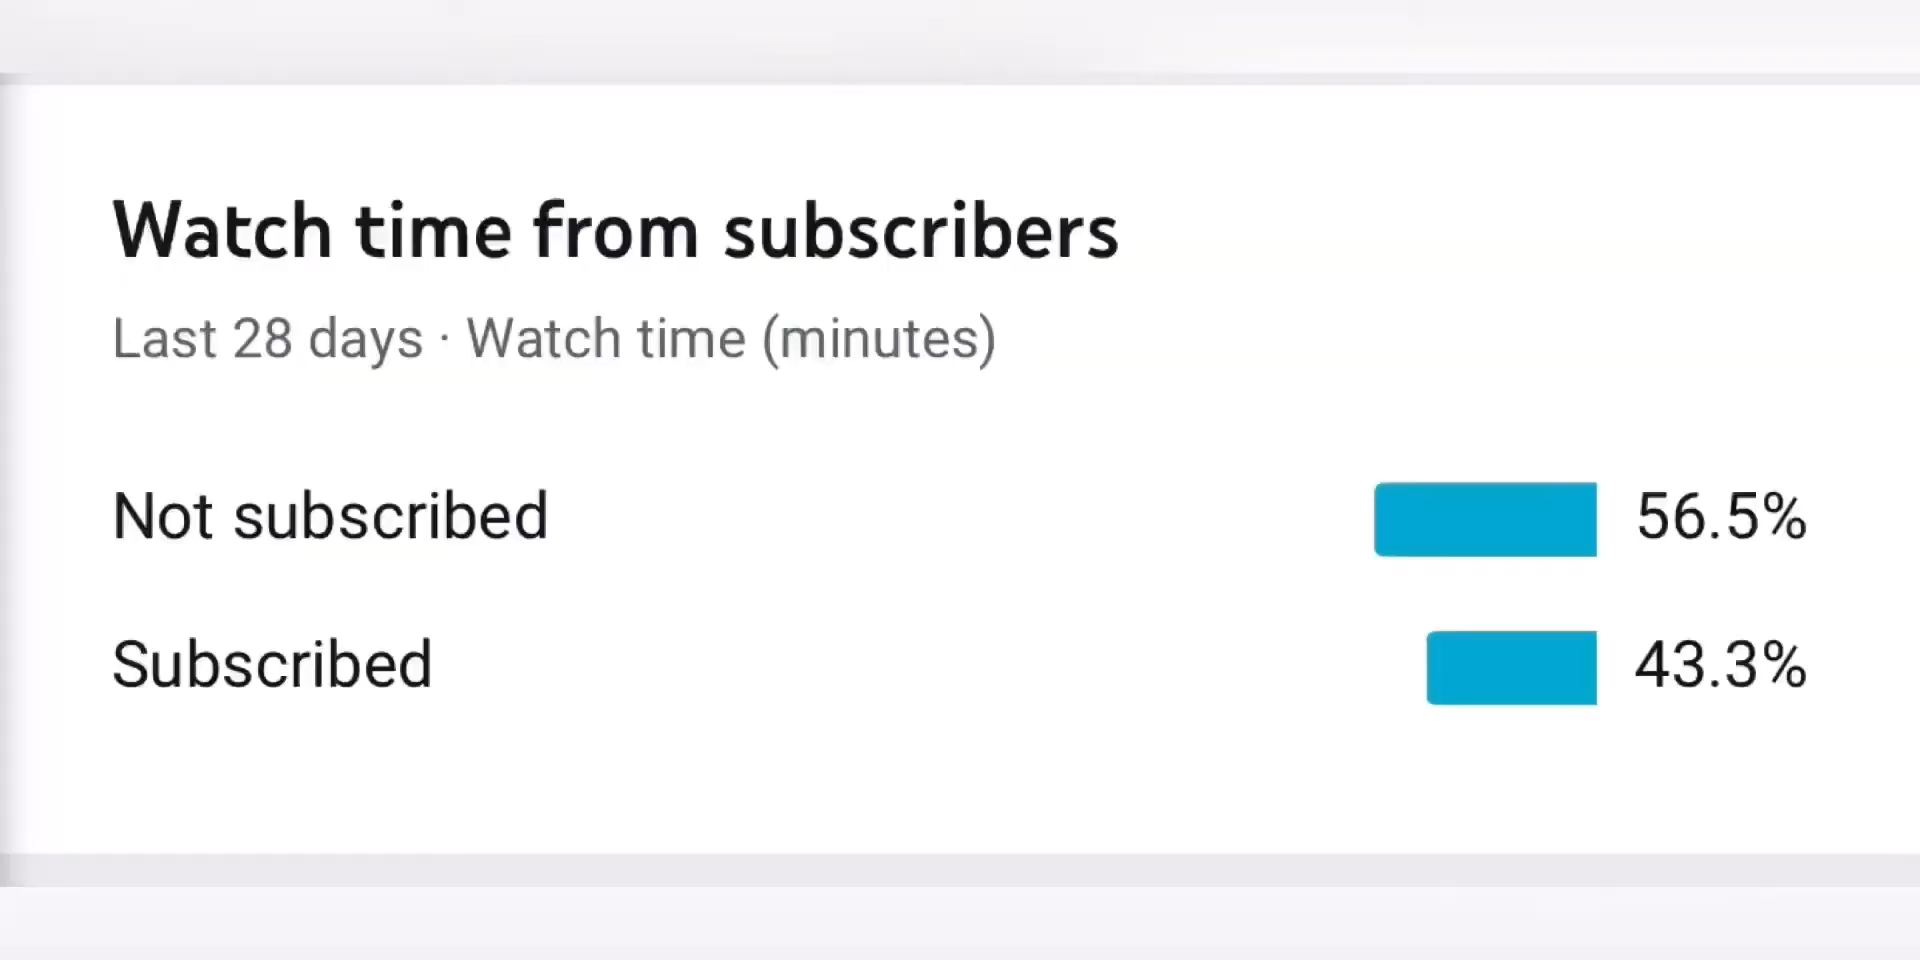 Watch time from subscribers
Last 28 days · Watch time (minutes)
Not subscribed 56.5%
Subscribed 43.3%